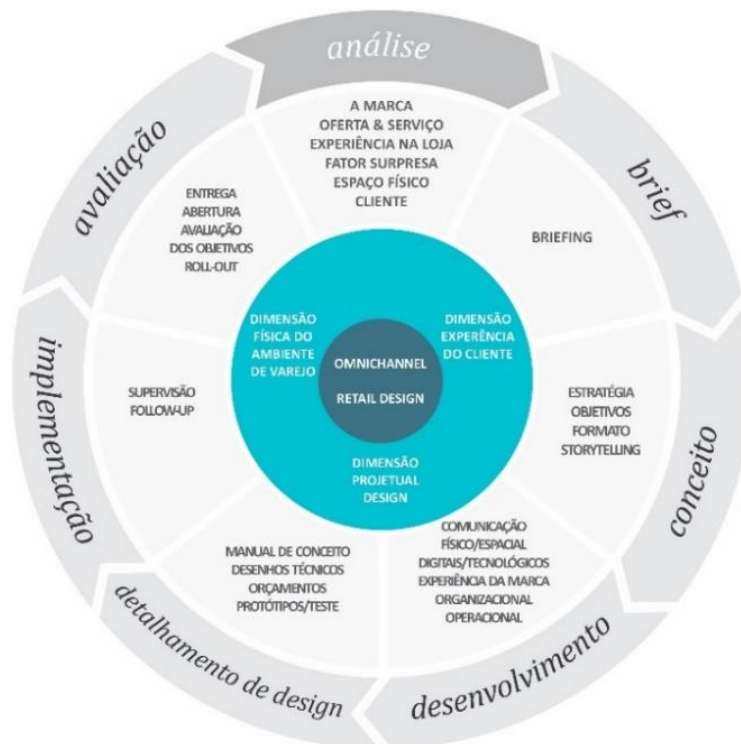 análise
A MARCA
OFERTA & SERVIÇO
EXPERIÊNCIA NA LOJA
FATOR SURPRESA
ESPAÇO FÍSICO
CLIENTE
brief
BRIEFING
conceito
ESTRATÉGIA
OBJETIVOS
FORMATO
STORYTELLING
desenvolvimento
COMUNICAÇÃO
FÍSICO/ESPACIAL
DIGITAIS/TECNOLÓGICOS
EXPERIÊNCIA DA MARCA
ORGANIZACIONAL
OPERACIONAL
detalhamento de design
MANUAL DE CONCEITO
DESENHOS TÉCNICOS
ORÇAMENTOS
PROTÓTIPOS/TESTE
implementação
SUPERVISÃO
FOLLOW-UP
avaliação
ENTREGA
ABERTURA
AVALIAÇÃO
DOS OBJETIVOS
ROLL-OUT
DIMENSÃO
FÍSICA DO
AMBIENTE
DE VAREJO
DIMENSÃO
EXPERÊNCIA
DO CLIENTE
DIMENSÃO
PROJETUAL
DESIGN
OMNICHANNEL
RETAIL DESIGN